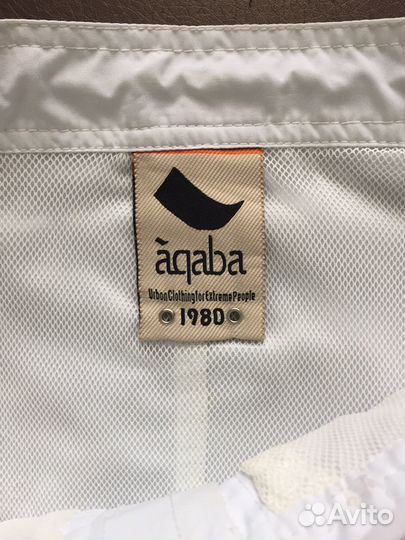 àqaba
Urban Clothing for Extreme People
1980
Avito